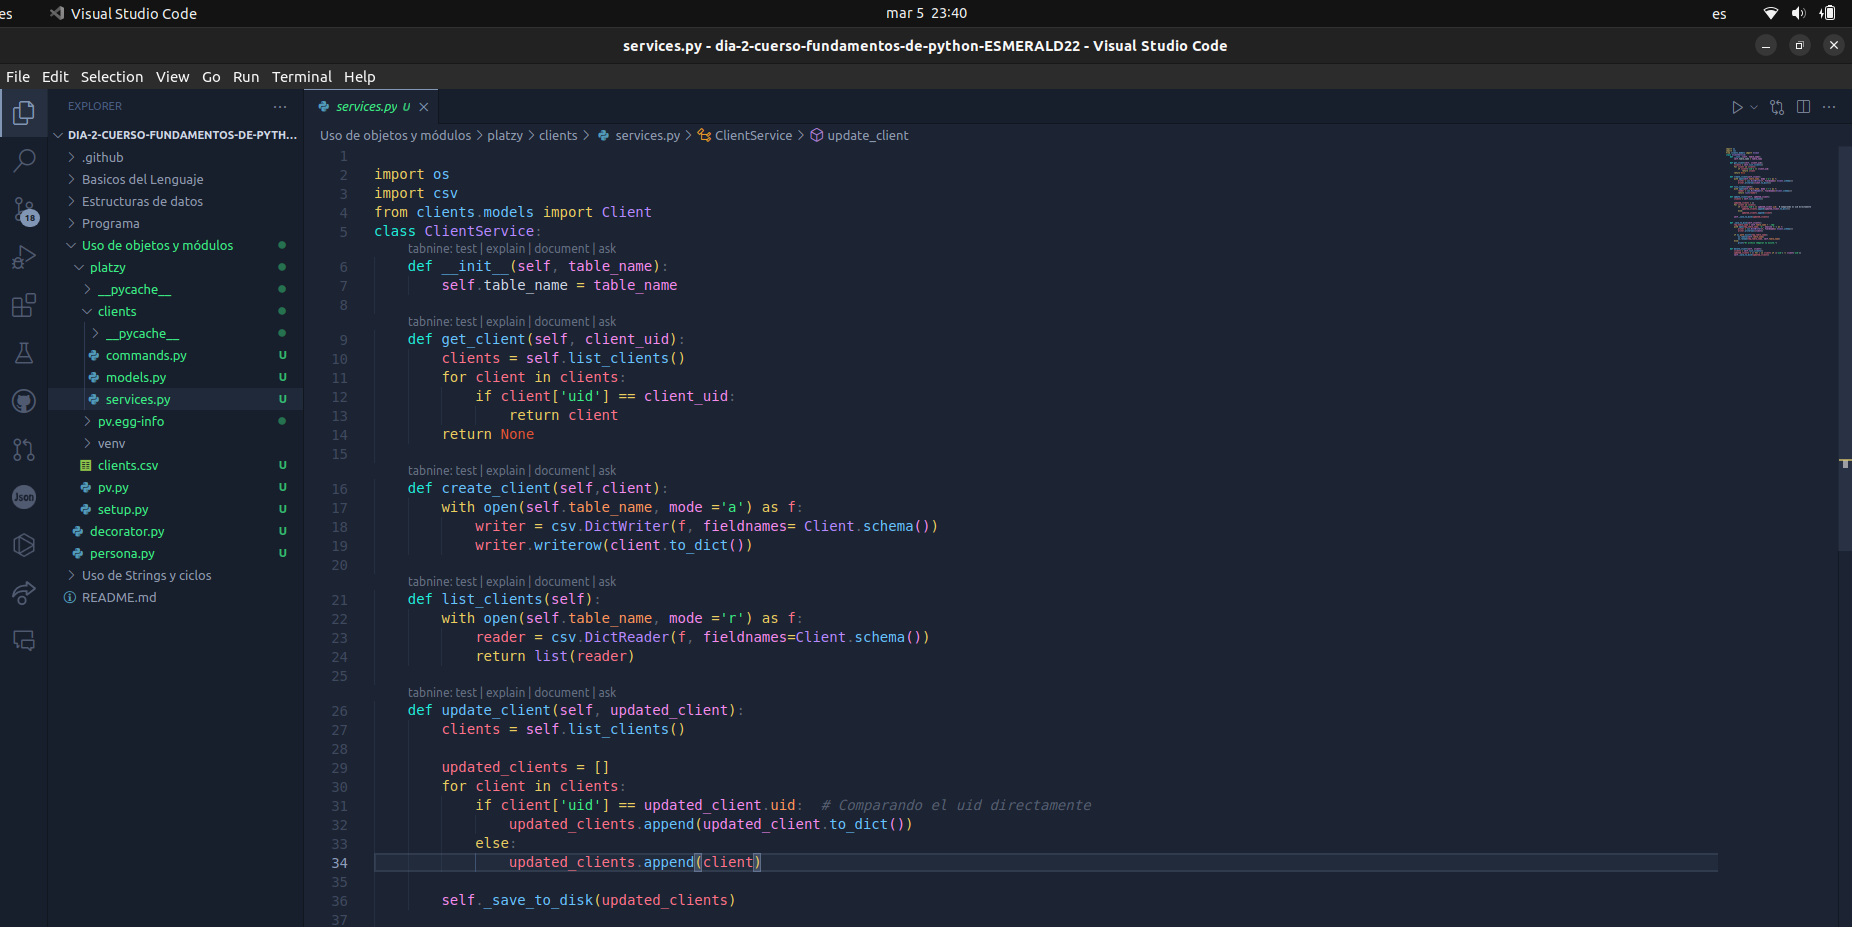 es
Visual Studio Code
mar 5 23:40
es
services.py - dia-2-cuerso-fundamentos-de-python-ESMERALD22 - Visual Studio Code
File Edit Selection View Go Run Terminal Help
EXPLORER
DIA-2-CUERSO-FUNDAMENTOS-DE-PYTH...
.github
Basicos del Lenguaje
Estructuras de datos
Programa
Uso de objetos y módulos
platzy
__pycache__
clients
__pycache__
commands.py U
models.py U
services.py U
pv.egg-info
venv
clients.csv U
pv.py U
setup.py U
decorator.py U
persona.py U
Uso de Strings y ciclos
README.md
18
Json
services.py U
Uso de objetos y módulos > platzy > clients > services.py > ClientService > update_client
1
2 import os
3 import csv
4 from clients.models import Client
5 class ClientService:
tabnine: test | explain | document | ask
6 def __init__(self, table_name):
7 self.table_name = table_name
8
tabnine: test | explain | document | ask
9 def get_client(self, client_uid):
10 clients = self.list_clients()
11 for client in clients:
12 if client['uid'] == client_uid:
13 return client
14 return None
15
tabnine: test | explain | document | ask
16 def create_client(self,client):
17 with open(self.table_name, mode ='a') as f:
18 writer = csv.DictWriter(f, fieldnames= Client.schema())
19 writer.writerow(client.to_dict())
20
tabnine: test | explain | document | ask
21 def list_clients(self):
22 with open(self.table_name, mode ='r') as f:
23 reader = csv.DictReader(f, fieldnames=Client.schema())
24 return list(reader)
25
tabnine: test | explain | document | ask
26 def update_client(self, updated_client):
27 clients = self.list_clients()
28
29 updated_clients = []
30 for client in clients:
31 if client['uid'] == updated_client.uid: # Comparando el uid directamente
32 updated_clients.append(updated_client.to_dict())
33 else:
34 updated_clients.append(client)
35
36 self._save_to_disk(updated_clients)
37